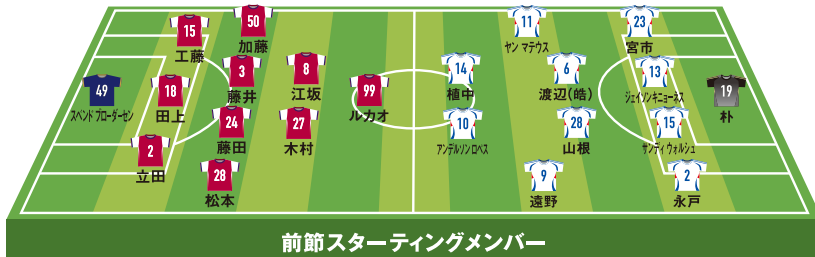 50
加藤
15
工藤
3
藤井
8
江坂
49
スベンド ブローダーセン
18
田上
99
ルカオ
24
藤田
27
木村
2
立田
28
松本
11
ヤン マテウス
23
宮市
14
植中
6
渡辺(皓)
13
ジェイソンキニョーネス
19
朴
10
アンデルソン ロペス
28
山根
15
サンディ ウォルシュ
9
遠野
2
永戸
前節スターティングメンバー